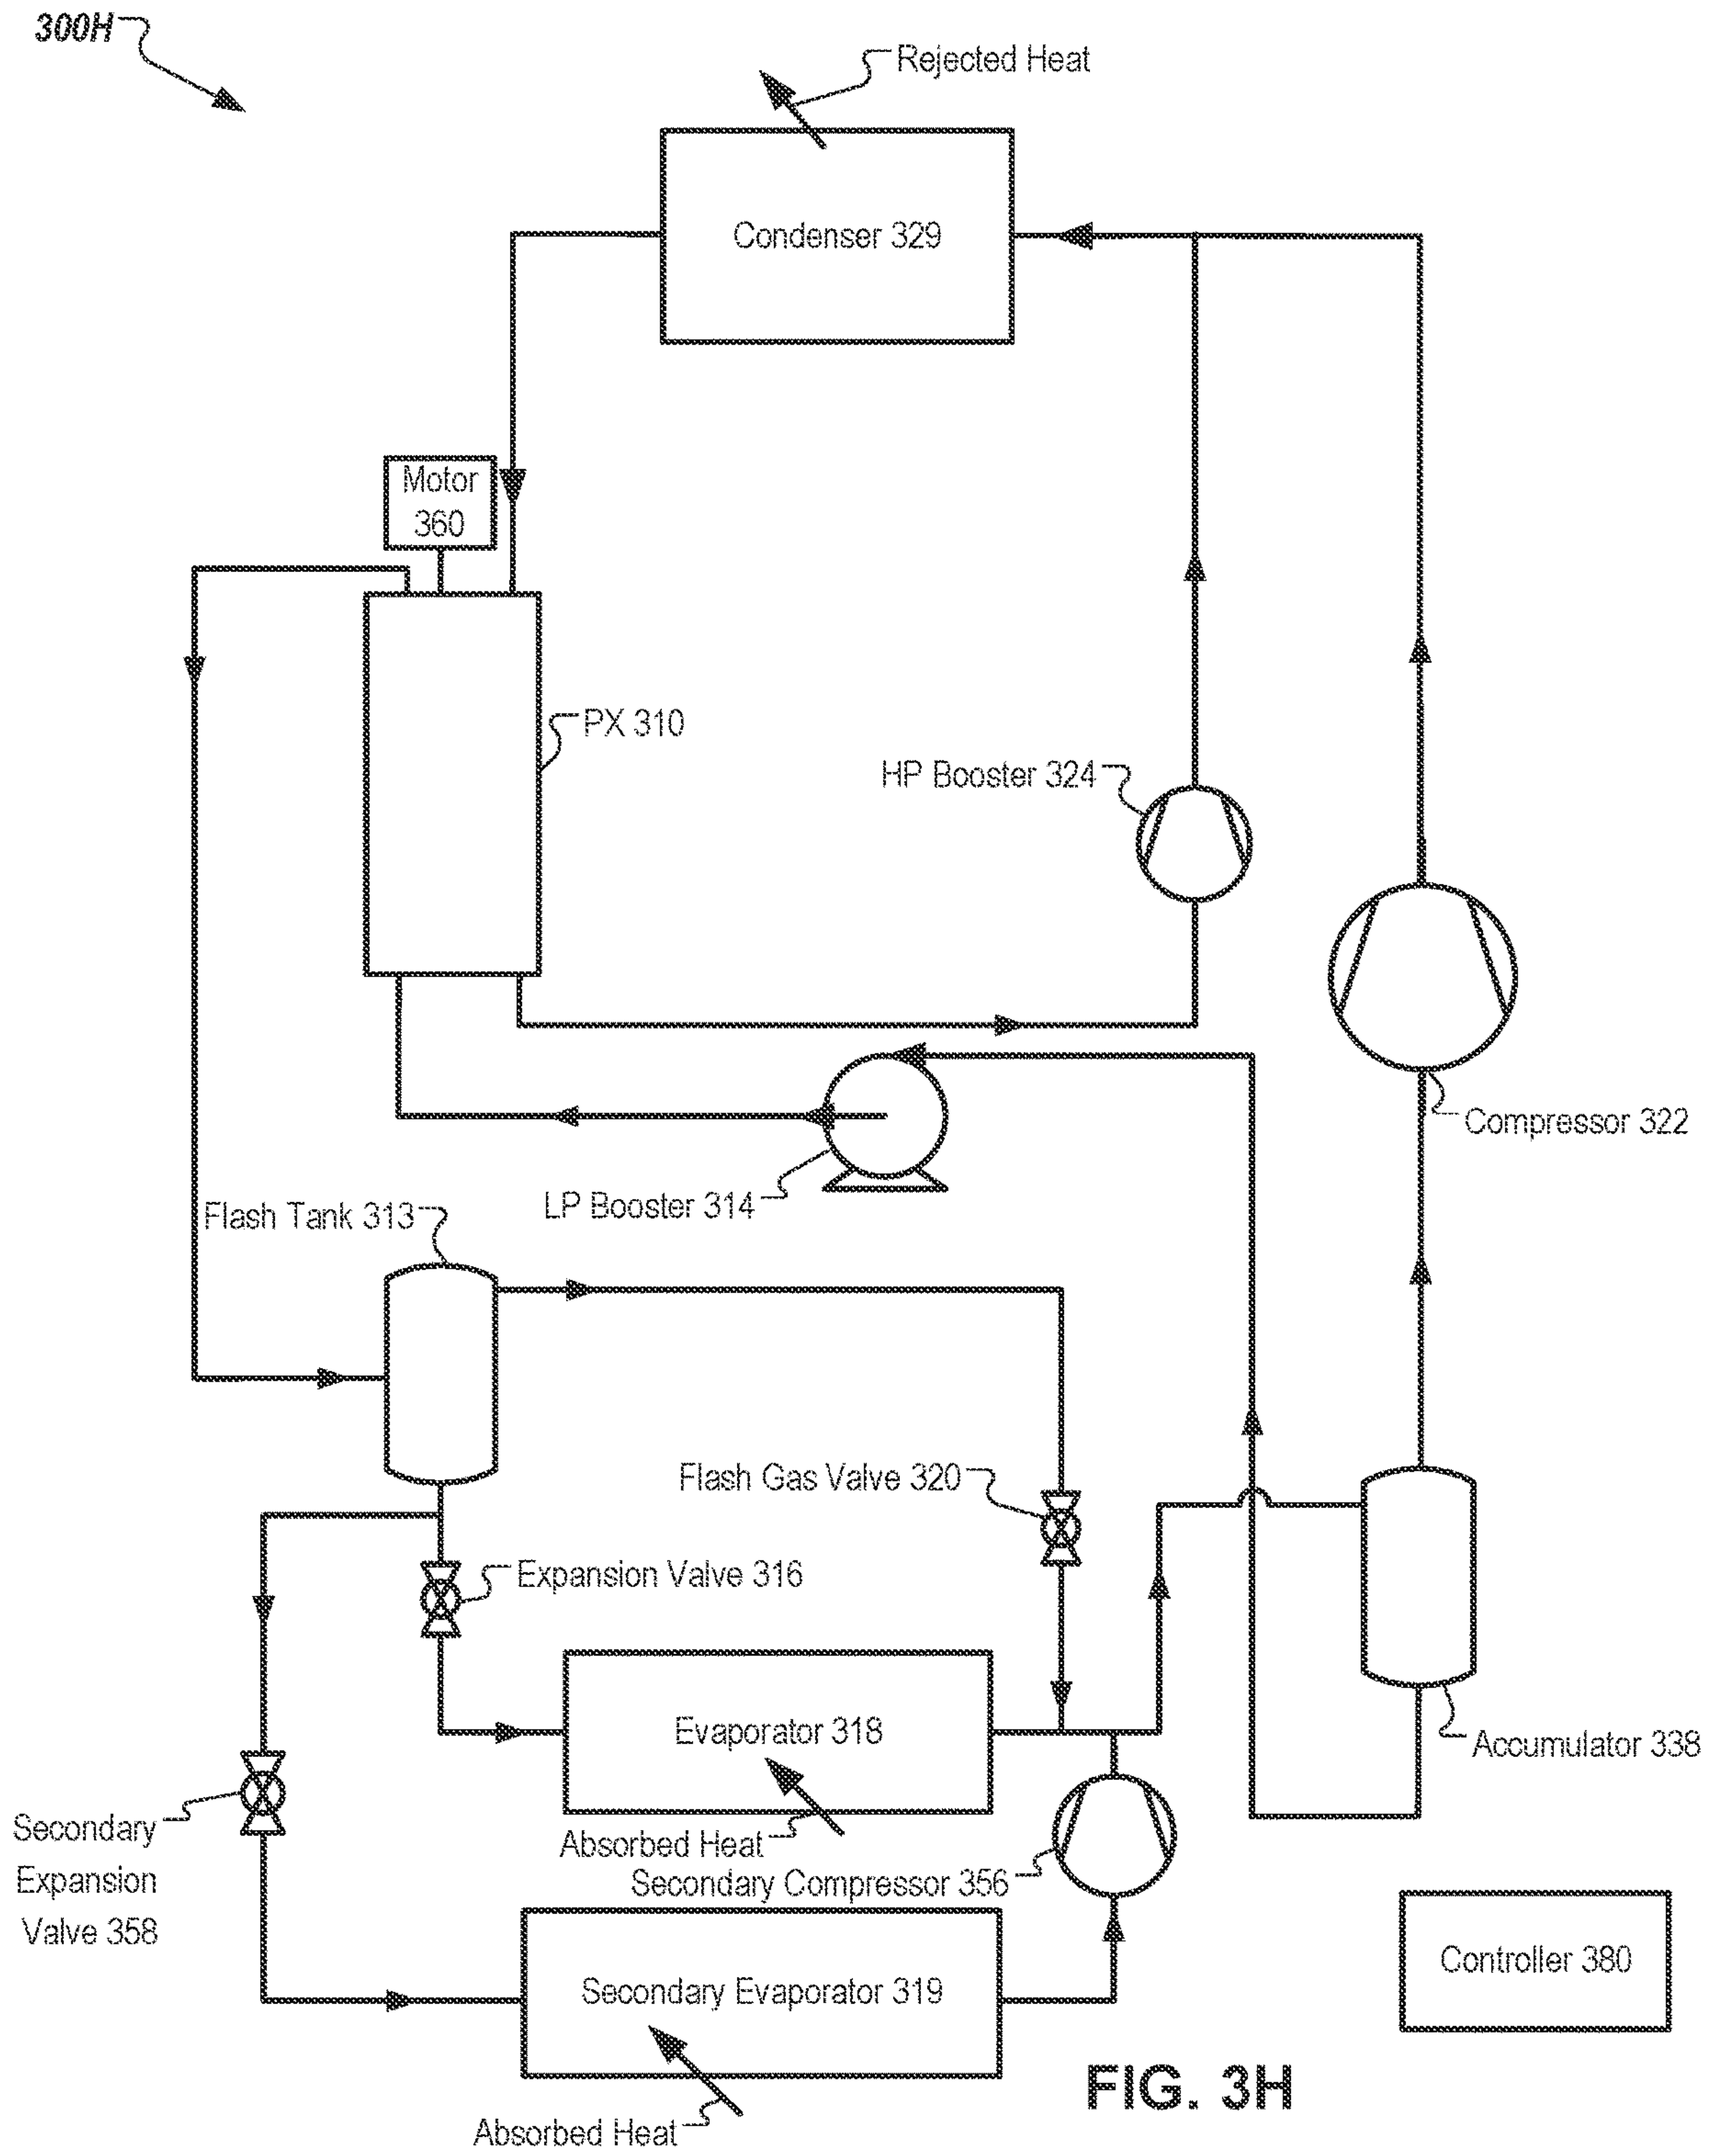 300H
Rejected Heat
Condenser 329
Motor
360
PX 310
HP Booster 324
Compressor 322
LP Booster 314
Flash Tank 313
Flash Gas Valve 320
Expansion Valve 316
Evaporator 318
Accumulator 338
Secondary
Expansion
Valve 358
Absorbed Heat
Secondary Compressor 356
Controller 380
Secondary Evaporator 319
FIG. 3H
Absorbed Heat